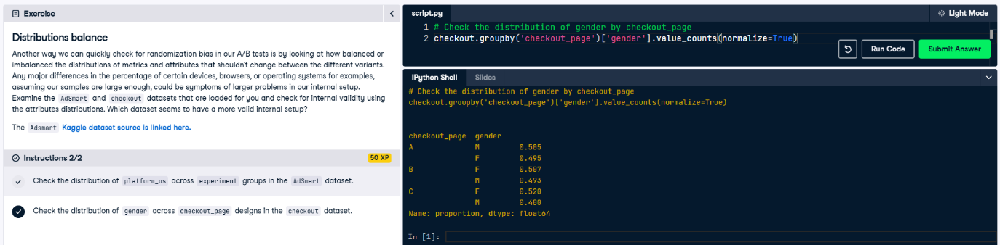 Exercise
Distributions balance
Another way we can quickly check for randomization bias in our A/B tests is by looking at how balanced or
imbalanced the distributions of metrics and attributes that shouldn't change between the different variants.
Any major differences in the percentage of certain devices, browsers, or operating systems for examples,
assuming our samples are large enough, could be symptoms of larger problems in our internal setup.
Examine the AdSmart and checkout datasets that are loaded for you and check for internal validity using
the attributes distributions. Which dataset seems to have a more valid internal setup?
The Adsmart Kaggle dataset source is linked here.
Instructions 2/2
50 XP
Check the distribution of platform_os across experiment groups in the AdSmart dataset.
Check the distribution of gender across checkout_page designs in the checkout dataset.
script.py
Light Mode
1 # Check the distribution of gender by checkout_page
2 checkout.groupby('checkout_page')['gender'].value_counts(normalize=True)
Run Code
Submit Answer
IPython Shell
Slides
# Check the distribution of gender by checkout_page
checkout.groupby('checkout_page')['gender'].value_counts(normalize=True)
checkout_page gender
A M 0.505
F 0.495
B F 0.507
M 0.493
C F 0.520
M 0.480
Name: proportion, dtype: float64
In [1]: